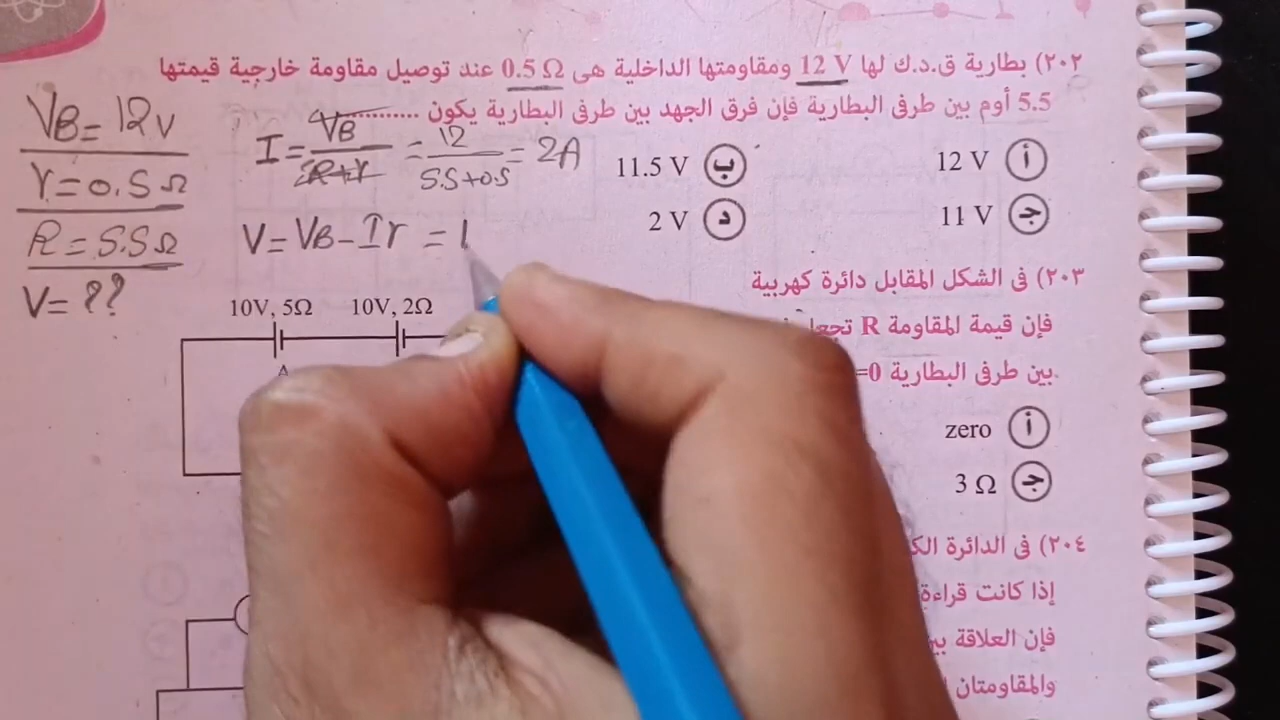 ٢٠٢) بطارية ق.د.ك لها 12 V ومقاومتها الداخلية هى 0.5 Ω عند توصيل مقاومة خارجية قيمتها
5.5 أوم بين طرفى البطارية فإن فرق الجهد بين طرفى البطارية يكون ............
أ 12 V
ب 11.5 V
ج 11 V
د 2 V
VB = 12v
r = 0.5 Ω
R = 5.5 Ω
V = ??
I = VB / R+r = 12 / 5.5+0.5 = 2A
V = VB - Ir = 1
٢٠٣) فى الشكل المقابل دائرة كهربية
فإن قيمة المقاومة R
بين طرفى البطارية =0
أ zero
ج 3 Ω
10V, 5Ω 10V, 2Ω
A
٢٠٤) فى الدائرة
إذا كانت قراءة
فإن العلاقة
والمقاومتان